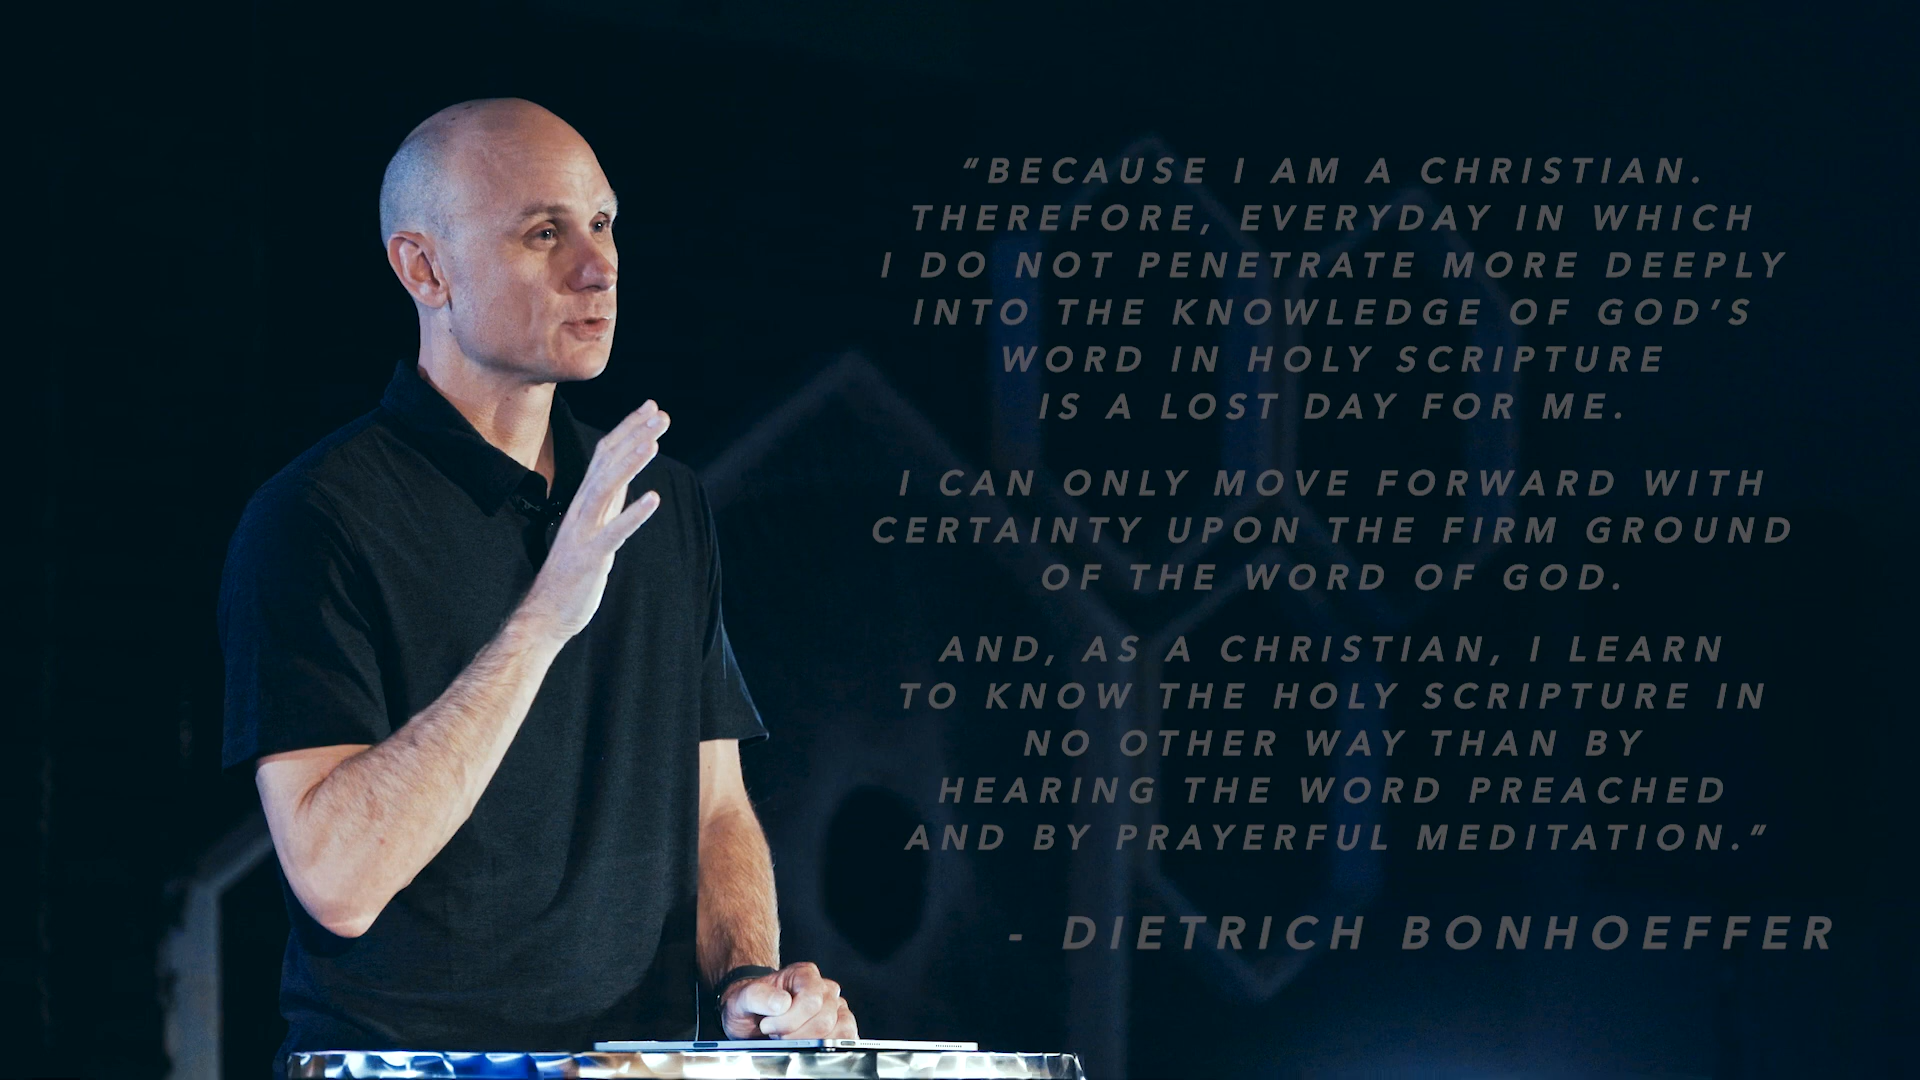 “BECAUSE I AM A CHRISTIAN.
THEREFORE, EVERYDAY IN WHICH
I DO NOT PENETRATE MORE DEEPLY
INTO THE KNOWLEDGE OF GOD’S
WORD IN HOLY SCRIPTURE
IS A LOST DAY FOR ME.
I CAN ONLY MOVE FORWARD WITH
CERTAINTY UPON THE FIRM GROUND
OF THE WORD OF GOD.
AND, AS A CHRISTIAN, I LEARN
TO KNOW THE HOLY SCRIPTURE IN
NO OTHER WAY THAN BY
HEARING THE WORD PREACHED
AND BY PRAYERFUL MEDITATION.”
- DIETRICH BONHOEFFER